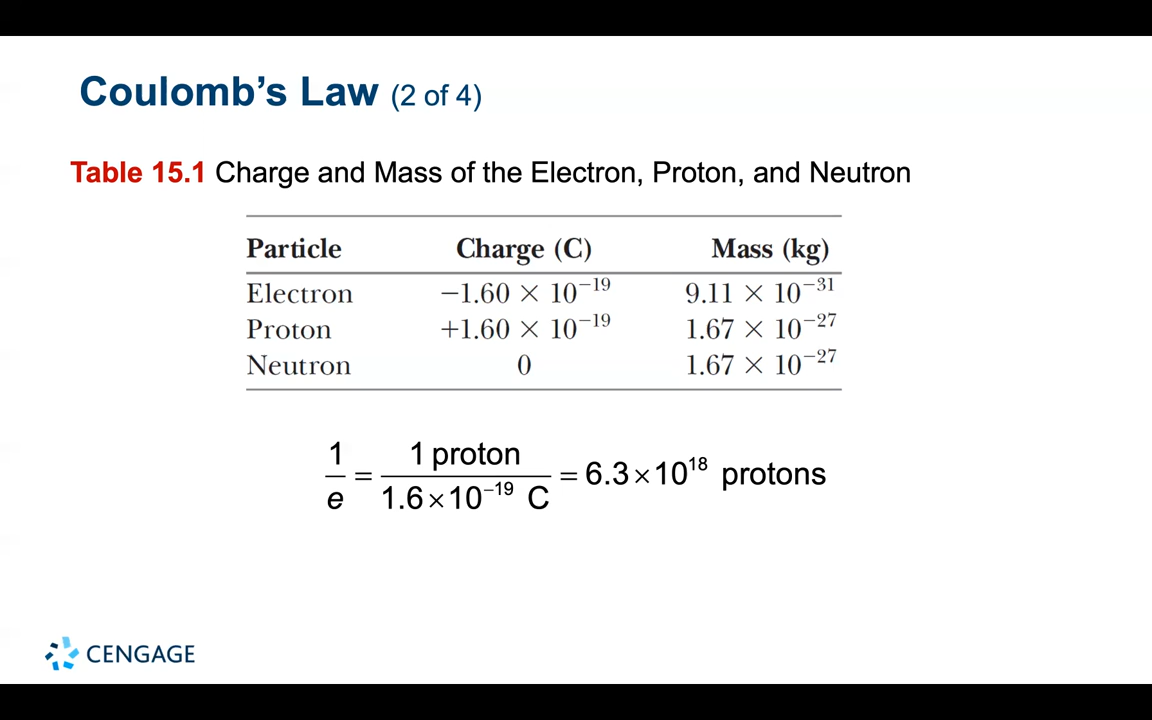 Coulomb’s Law (2 of 4)
Table 15.1 Charge and Mass of the Electron, Proton, and Neutron
Particle Charge (C) Mass (kg)
Electron −1.60 × 10⁻¹⁹ 9.11 × 10⁻³¹
Proton +1.60 × 10⁻¹⁹ 1.67 × 10⁻²⁷
Neutron 0 1.67 × 10⁻²⁷
1/e = 1 proton/1.6×10⁻¹⁹ C = 6.3×10¹⁸ protons
CENGAGE